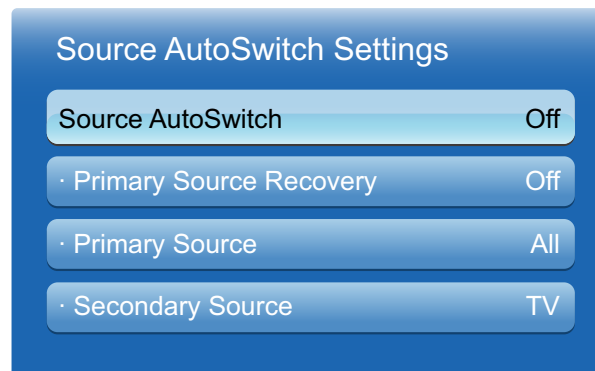 Source AutoSwitch Settings
Source AutoSwitch Off
· Primary Source Recovery Off
· Primary Source All
· Secondary Source TV